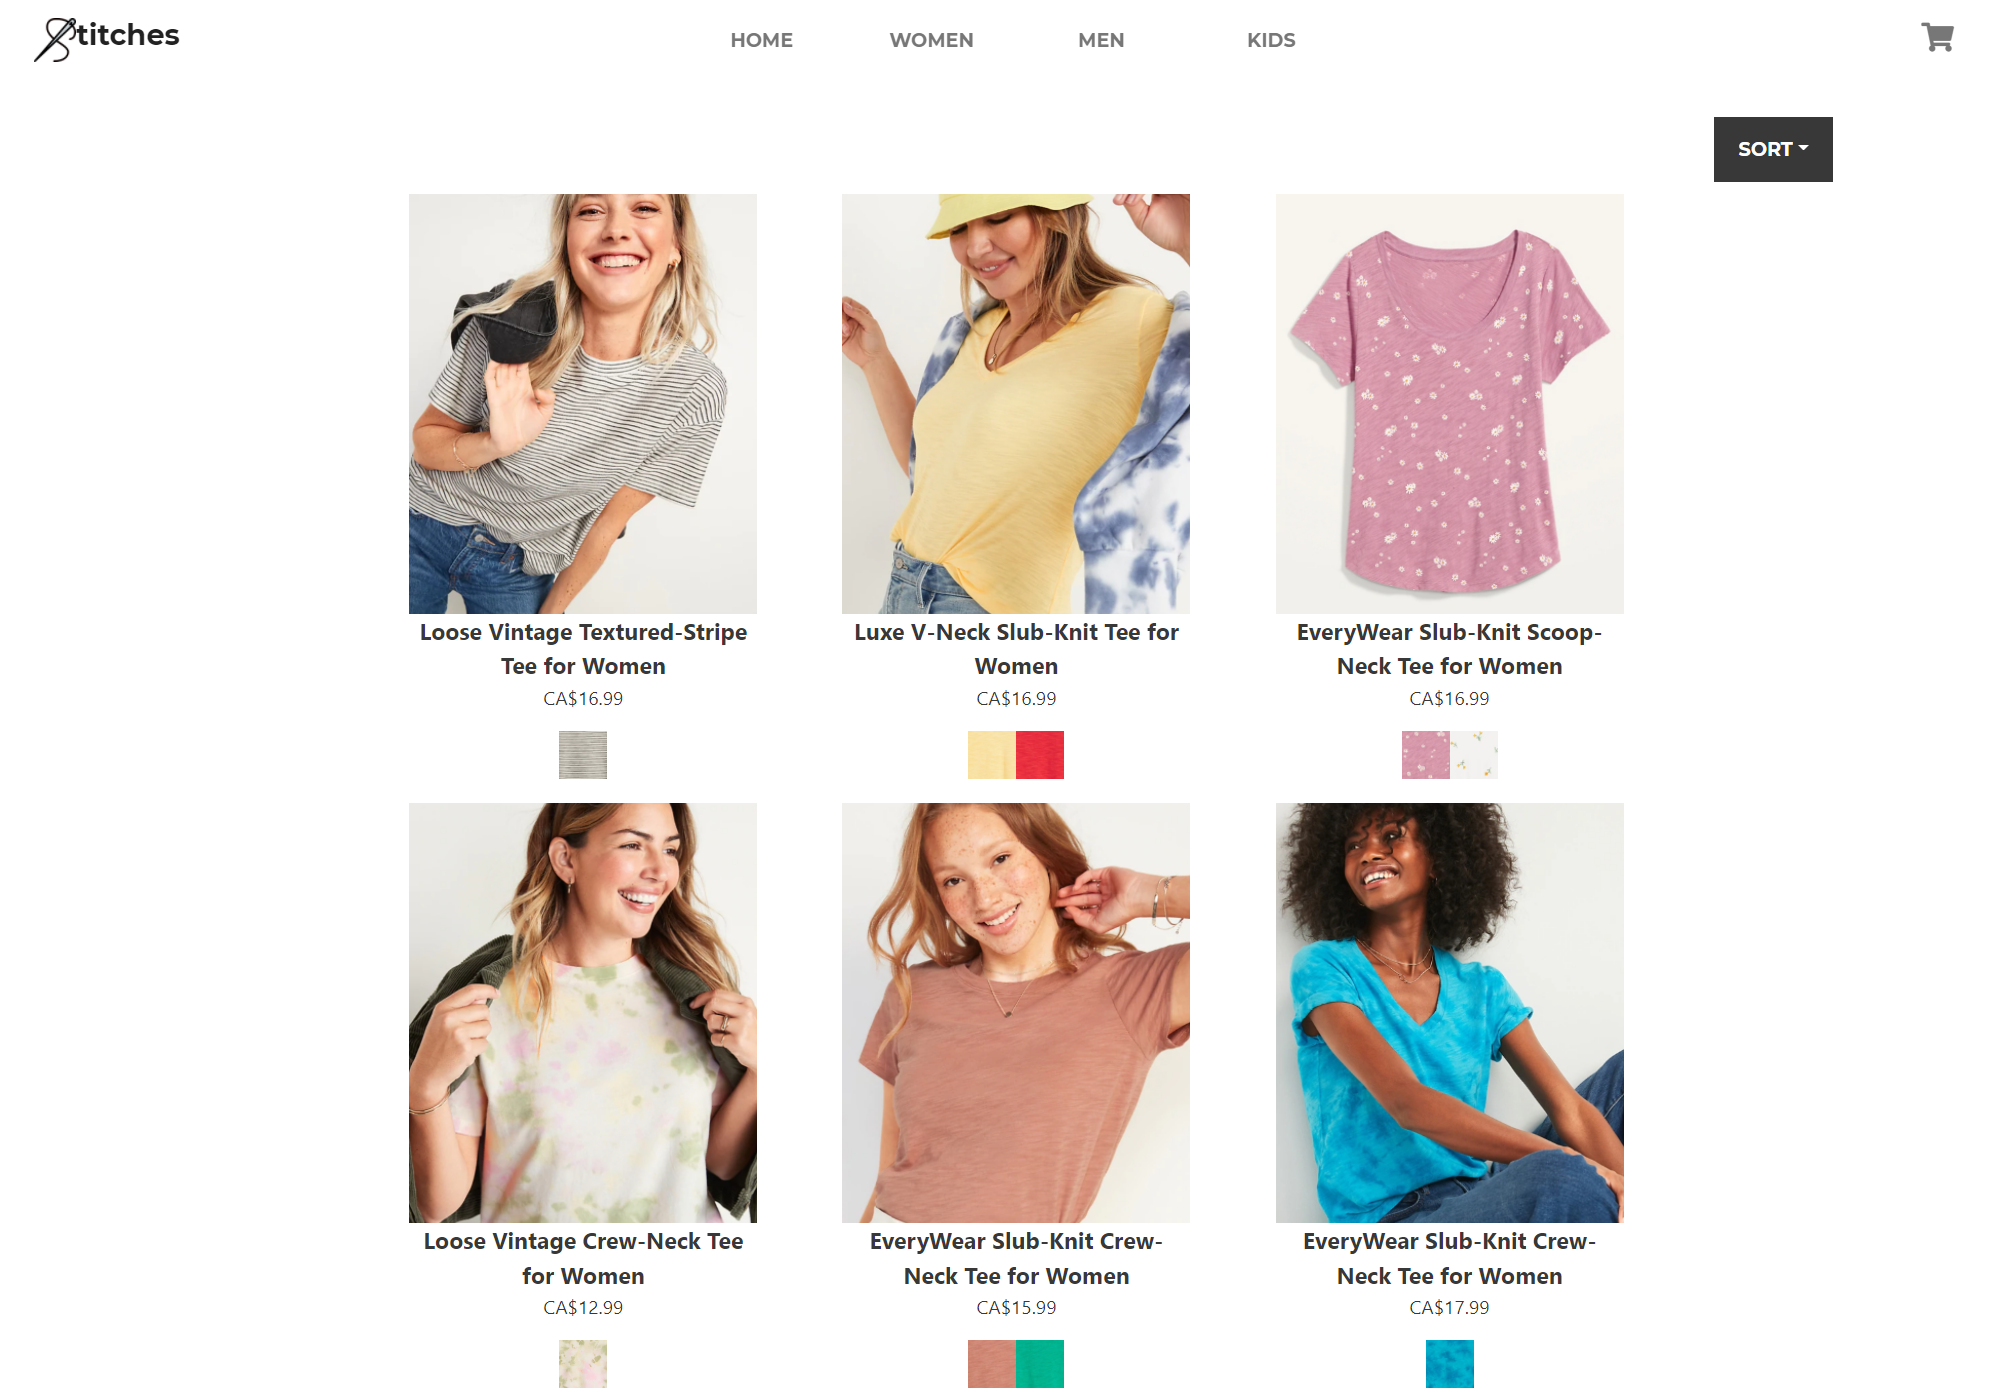 Stitches
HOME WOMEN MEN KIDS
SORT
Loose Vintage Textured-Stripe
Tee for Women
CA$16.99
Luxe V-Neck Slub-Knit Tee for
Women
CA$16.99
EveryWear Slub-Knit Scoop-
Neck Tee for Women
CA$16.99
Loose Vintage Crew-Neck Tee
for Women
CA$12.99
EveryWear Slub-Knit Crew-
Neck Tee for Women
CA$15.99
EveryWear Slub-Knit Crew-
Neck Tee for Women
CA$17.99